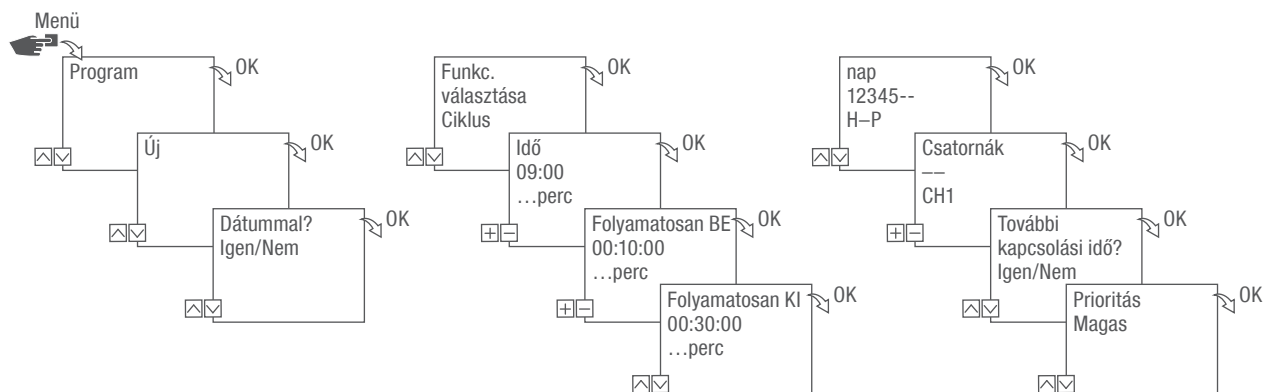 Menü
Program
OK
Új
OK
Dátummal?
Igen/Nem
OK
Funkc.
választása
Ciklus
OK
Idő
09:00
…perc
OK
Folyamatosan BE
00:10:00
…perc
OK
Folyamatosan KI
00:30:00
…perc
OK
nap
12345--
H–P
OK
Csatornák
––
CH1
OK
További
kapcsolási idő?
Igen/Nem
OK
Prioritás
Magas
OK